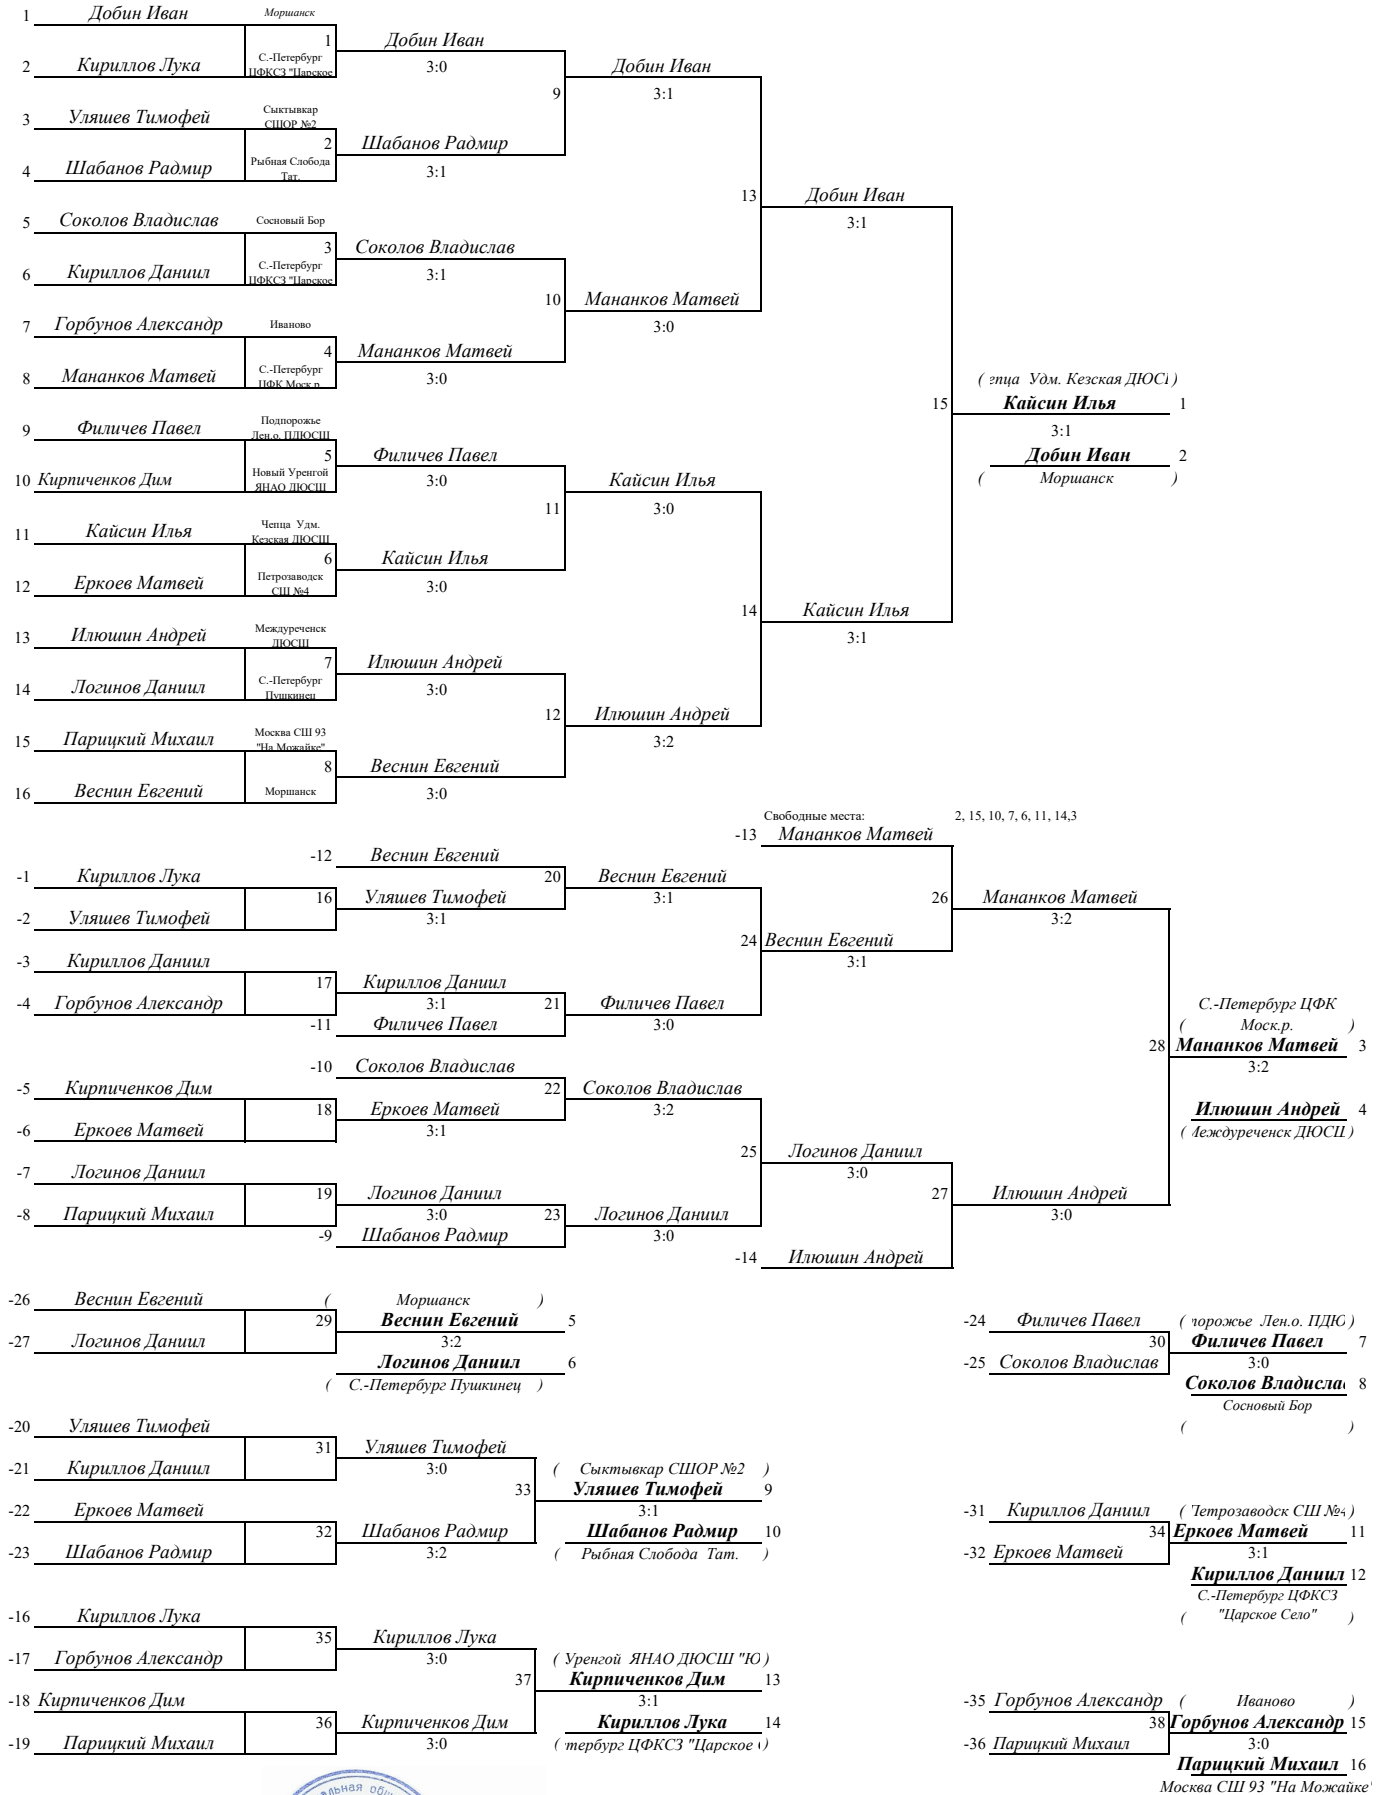 1 Добин Иван Моршанск
1 Добин Иван
2 Кириллов Лука С.-Петербург ЦФКСЗ "Царское 3:0 Добин Иван
9 3:1
3 Уляшев Тимофей Сыктывкар СШОР №2
2 Шабанов Радмир
4 Шабанов Радмир Рыбная Слобода Тат. 3:1
13 Добин Иван
3:1
5 Соколов Владислав Сосновый Бор
3 Соколов Владислав
6 Кириллов Даниил С.-Петербург ЦФКСЗ "Царское 3:1
10 Мананков Матвей
3:0
7 Горбунов Александр Иваново
4 Мананков Матвей
8 Мананков Матвей С.-Петербург ЦФК Моск.р. 3:0
( епца Удм. Кезская ДЮСШ )
15 Кайсин Илья 1
3:1
Добин Иван 2
( Моршанск )
9 Филичев Павел Подпорожье Лен.о. ПДЮСШ
5 Филичев Павел
10 Кирпиченков Дим Новый Уренгой ЯНАО ДЮСШ 3:0
11 Кайсин Илья
3:0
11 Кайсин Илья Чепца Удм. Кезская ДЮСШ
6 Кайсин Илья
12 Еркоев Матвей Петрозаводск СШ №4 3:0
14 Кайсин Илья
3:1
13 Илюшин Андрей Междуреченск ДЮСШ
7 Илюшин Андрей
14 Логинов Даниил С.-Петербург Пушкинец 3:0
12 Илюшин Андрей
3:2
15 Парицкий Михаил Москва СШ 93 "На Можайке"
8 Веснин Евгений
16 Веснин Евгений Моршанск 3:0
Свободные места: 2, 15, 10, 7, 6, 11, 14,3
-13 Мананков Матвей
-12 Веснин Евгений
-1 Кириллов Лука 20 Веснин Евгений
16 Уляшев Тимофей 3:1 26 Мананков Матвей
-2 Уляшев Тимофей 3:1 3:2
24 Веснин Евгений
-3 Кириллов Даниил 3:1
17 Кириллов Даниил
-4 Горбунов Александр 3:1 21 Филичев Павел
-11 Филичев Павел 3:0
С.-Петербург ЦФК
( Моск.р. )
28 Мананков Матвей 3
3:2
-10 Соколов Владислав
-5 Кирпиченков Дим 22 Соколов Владислав
18 Еркоев Матвей 3:2 Илюшин Андрей 4
-6 Еркоев Матвей 3:1 ( Междуреченск ДЮСШ )
25 Логинов Даниил
-7 Логинов Даниил 3:0
19 Логинов Даниил 27 Илюшин Андрей
-8 Парицкий Михаил 3:0 23 Логинов Даниил 3:0
-9 Шабанов Радмир 3:0
-14 Илюшин Андрей
-26 Веснин Евгений ( Моршанск )
29 Веснин Евгений 5
-27 Логинов Даниил 3:2
Логинов Даниил 6
( С.-Петербург Пушкинец )
-24 Филичев Павел ( порожье Лен.о. ПДЮ )
30 Филичев Павел 7
-25 Соколов Владислав 3:0
Соколов Владислав 8
Сосновый Бор
( )
-20 Уляшев Тимофей
31 Уляшев Тимофей
-21 Кириллов Даниил 3:0 ( Сыктывкар СШОР №2 )
33 Уляшев Тимофей 9
-22 Еркоев Матвей 3:1
32 Шабанов Радмир Шабанов Радмир 10
-23 Шабанов Радмир 3:2 ( Рыбная Слобода Тат. )
-31 Кириллов Даниил ( Петрозаводск СШ №4 )
34 Еркоев Матвей 11
-32 Еркоев Матвей 3:1
Кириллов Даниил 12
С.-Петербург ЦФКСЗ
( "Царское Село" )
-16 Кириллов Лука
35 Кириллов Лука
-17 Горбунов Александр 3:0 ( Уренгой ЯНАО ДЮСШ "Ю )
37 Кирпиченков Дим 13
-18 Кирпиченков Дим 3:1
36 Кирпиченков Дим Кириллов Лука 14
-19 Парицкий Михаил 3:0 ( тербург ЦФКСЗ "Царское )
-35 Горбунов Александр ( Иваново )
38 Горбунов Александр 15
-36 Парицкий Михаил 3:0
Парицкий Михаил 16
Москва СШ 93 "На Можайке"